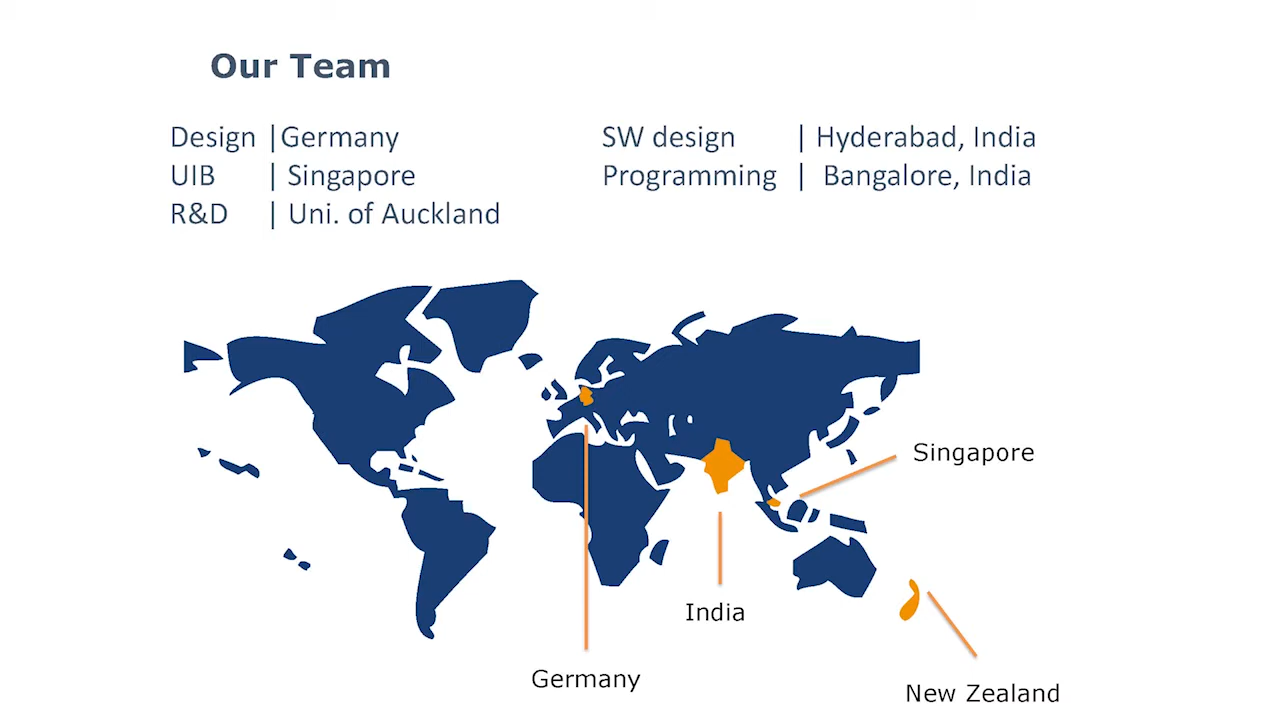 Our Team
Design |Germany
UIB | Singapore
R&D | Uni. of Auckland
SW design | Hyderabad, India
Programming | Bangalore, India
Singapore
India
Germany
New Zealand